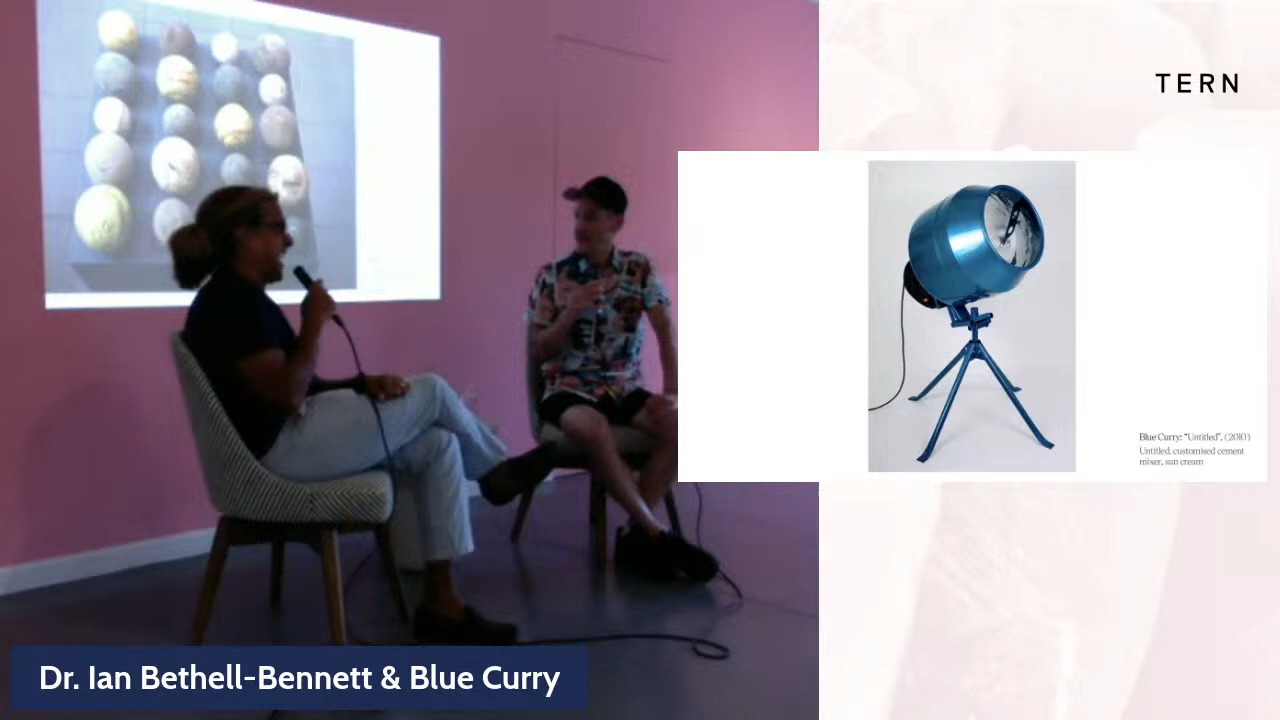 TERN
Blue Curry: "Untitled", (2010)
Untitled, customised cement
mixer, sun cream
Dr. Ian Bethell-Bennett & Blue Curry